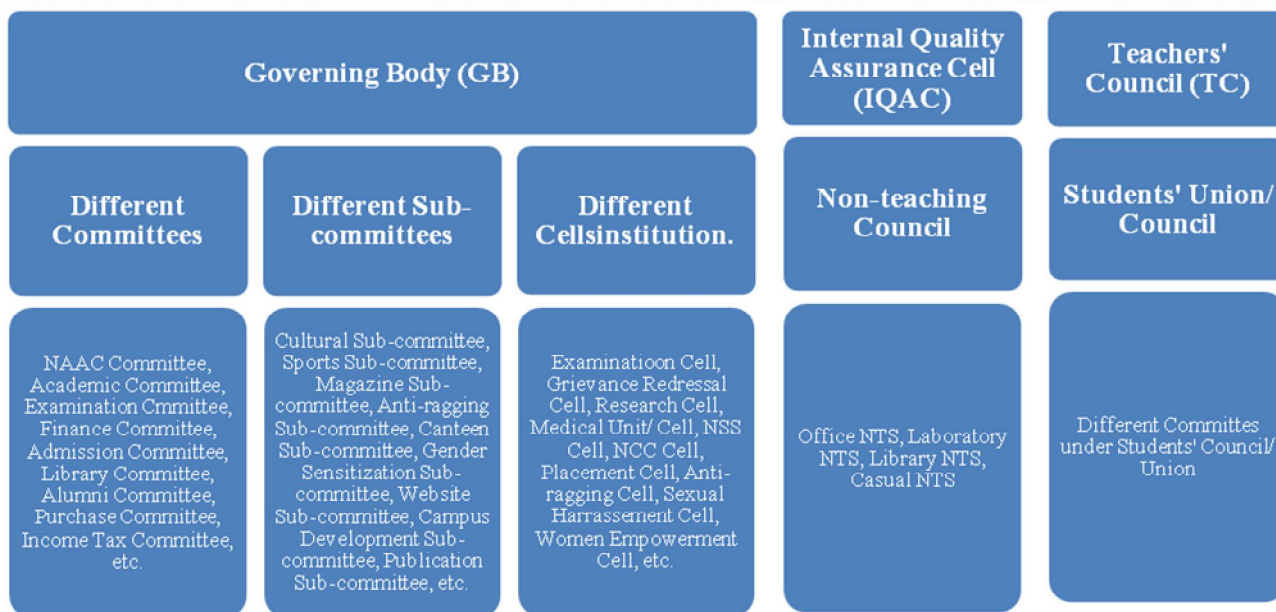 Governing Body (GB)
Internal Quality
Assurance Cell
(IQAC)
Teachers'
Council (TC)
Different
Committees
Different Sub-
committees
Different
Cellsinstitution.
Non-teaching
Council
Students' Union/
Council
NAAC Committee,
Academic Committee,
Examination Cmmittee,
Finance Committee,
Admission Committee,
Library Committee,
Alumni Committee,
Purchase Committee,
Income Tax Committee,
etc.
Cultural Sub-committee,
Sports Sub-committee,
Magazine Sub-
committee, Anti-ragging
Sub-committee, Canteen
Sub-committee, Gender
Sensitization Sub-
committee, Website
Sub-committee, Campus
Development Sub-
committee, Publication
Sub-committee, etc.
Examinatioon Cell,
Grievance Redressal
Cell, Research Cell,
Medical Unit/ Cell, NSS
Cell, NCC Cell,
Placement Cell, Anti-
ragging Cell, Sexual
Harrassement Cell,
Women Empowerment
Cell, etc.
Office NTS, Laboratory
NTS, Library NTS,
Casual NTS
Different Committes
under Students' Council/
Union